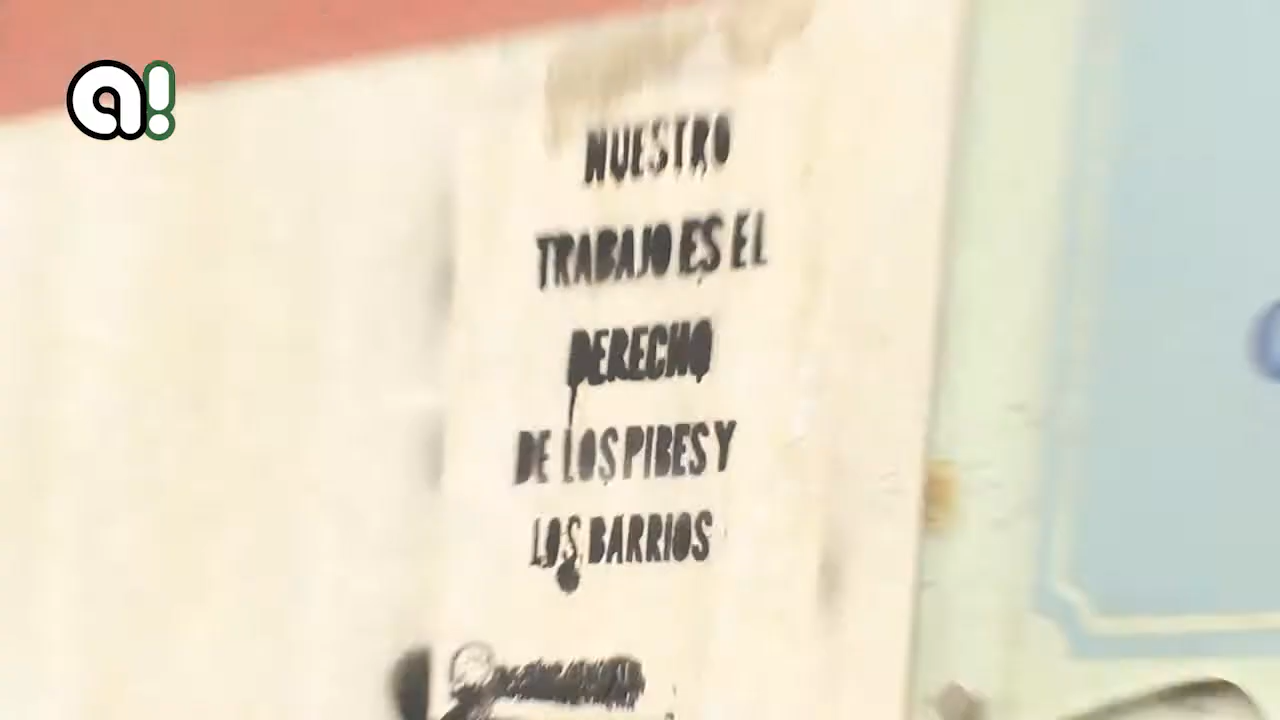 a!
NUESTRO
TRABAJO ES EL
DERECHO
DE LOS PIBES Y
LOS BARRIOS